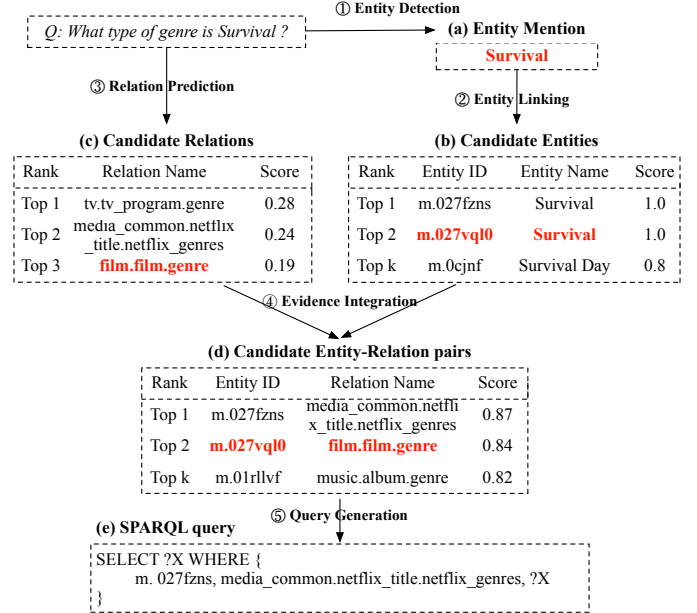 ① Entity Detection
Q: What type of genre is Survival ?
(a) Entity Mention
Survival
③ Relation Prediction
② Entity Linking
(c) Candidate Relations
Rank Relation Name Score
Top 1 tv.tv_program.genre 0.28
Top 2 media_common.netflix
_title.netflix_genres 0.24
Top 3 film.film.genre 0.19
(b) Candidate Entities
Rank Entity ID Entity Name Score
Top 1 m.027fzns Survival 1.0
Top 2 m.027vql0 Survival 1.0
Top k m.0cjnf Survival Day 0.8
④ Evidence Integration
(d) Candidate Entity-Relation pairs
Rank Entity ID Relation Name Score
Top 1 m.027fzns media_common.netfli
x_title.netflix_genres 0.87
Top 2 m.027vql0 film.film.genre 0.84
Top k m.01rllvf music.album.genre 0.82
⑤ Query Generation
(e) SPARQL query
SELECT ?X WHERE {
m. 027fzns, media_common.netflix_title.netflix_genres, ?X
}